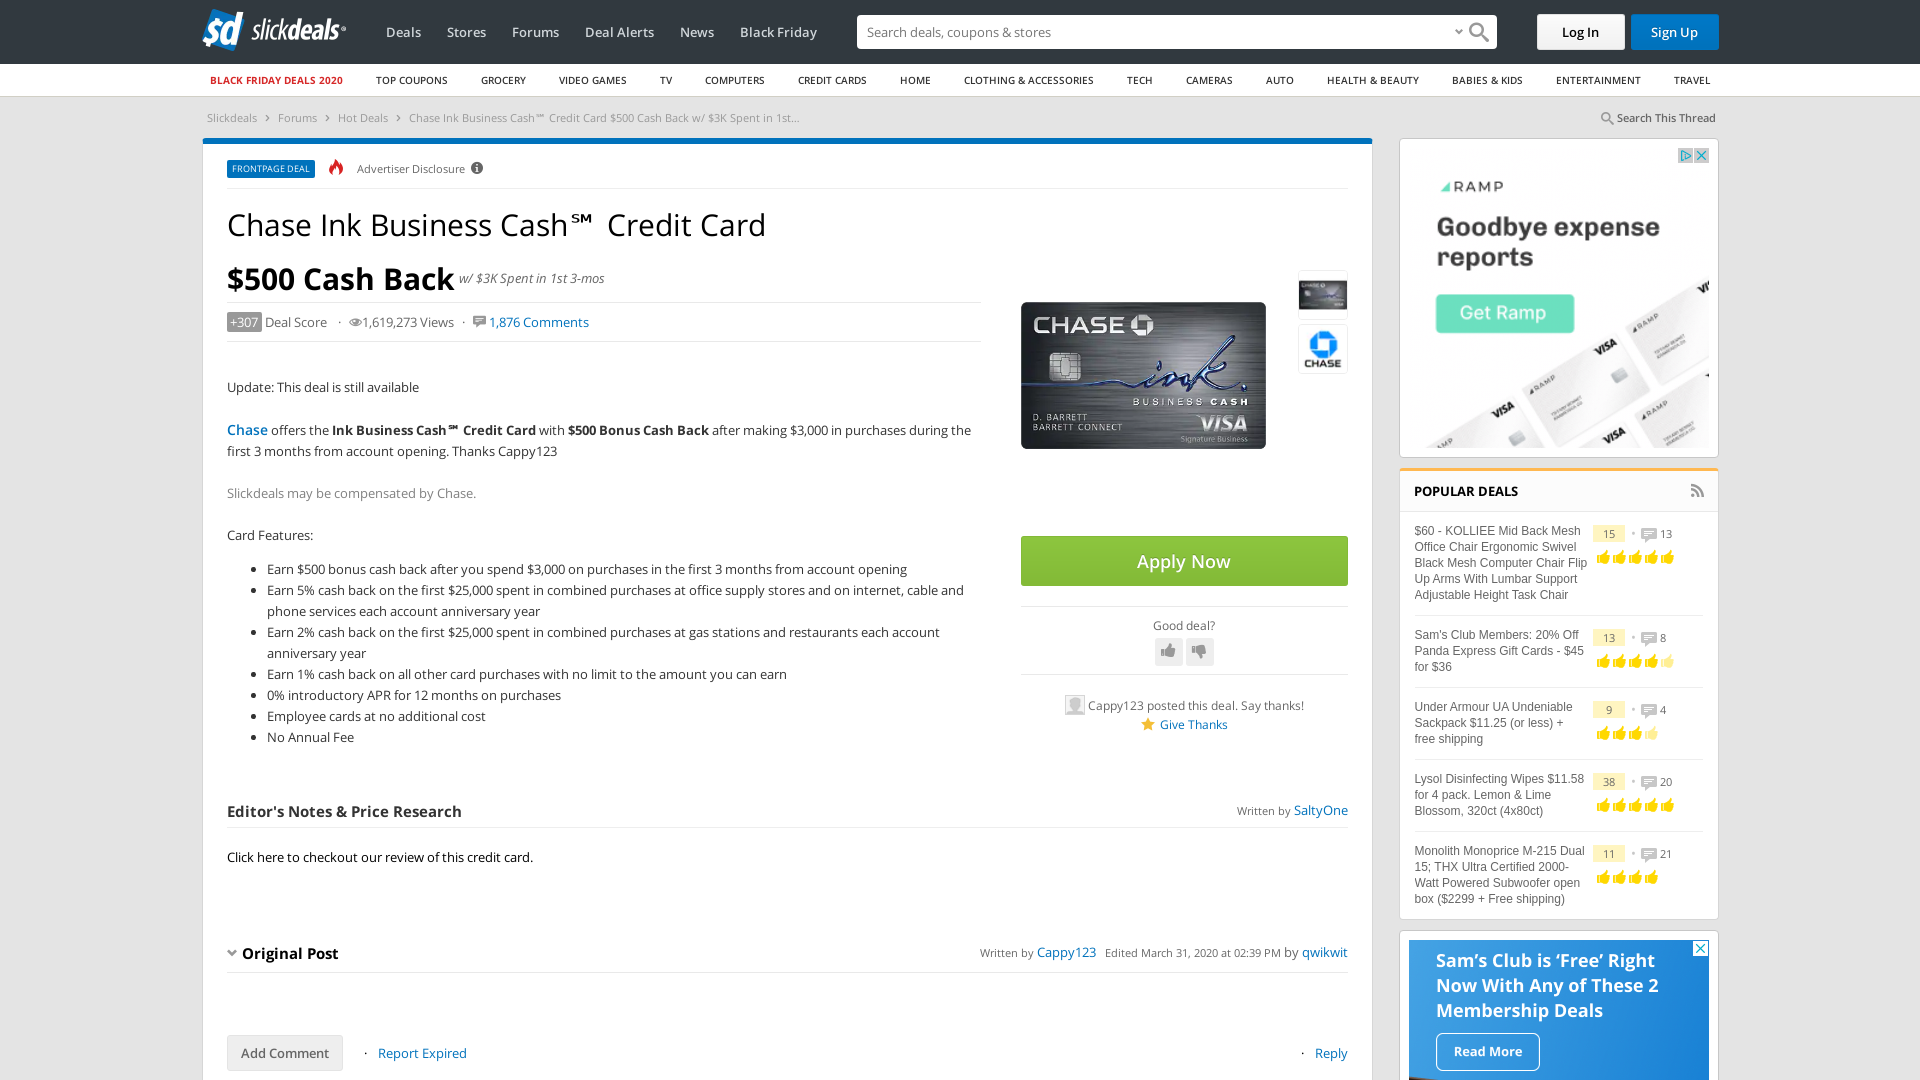 sd slickdeals
Deals Stores Forums Deal Alerts News Black Friday
Search deals, coupons & stores
Log In Sign Up
BLACK FRIDAY DEALS 2020 TOP COUPONS GROCERY VIDEO GAMES TV COMPUTERS CREDIT CARDS HOME CLOTHING & ACCESSORIES TECH CAMERAS AUTO HEALTH & BEAUTY BABIES & KIDS ENTERTAINMENT TRAVEL
Slickdeals › Forums › Hot Deals › Chase Ink Business Cash℠ Credit Card $500 Cash Back w/ $3K Spent in 1st...
Search This Thread
FRONTPAGE DEAL Advertiser Disclosure
Chase Ink Business Cash℠ Credit Card
$500 Cash Back w/ $3K Spent in 1st 3-mos
+307 Deal Score · 1,619,273 Views · 1,876 Comments
Update: This deal is still available
Chase offers the Ink Business Cash℠ Credit Card with $500 Bonus Cash Back after making $3,000 in purchases during the
first 3 months from account opening. Thanks Cappy123
Slickdeals may be compensated by Chase.
Card Features:
• Earn $500 bonus cash back after you spend $3,000 on purchases in the first 3 months from account opening
• Earn 5% cash back on the first $25,000 spent in combined purchases at office supply stores and on internet, cable and
phone services each account anniversary year
• Earn 2% cash back on the first $25,000 spent in combined purchases at gas stations and restaurants each account
anniversary year
• Earn 1% cash back on all other card purchases with no limit to the amount you can earn
• 0% introductory APR for 12 months on purchases
• Employee cards at no additional cost
• No Annual Fee
CHASE
ink.
BUSINESS CASH
D. BARRETT
BARRETT CONNECT
VISA
Signature Business
CHASE
CHASE
Apply Now
Good deal?
Cappy123 posted this deal. Say thanks!
Give Thanks
Editor's Notes & Price Research
Written by SaltyOne
Click here to checkout our review of this credit card.
Original Post
Written by Cappy123 Edited March 31, 2020 at 02:39 PM by qwikwit
Add Comment · Report Expired
· Reply
RAMP
Goodbye expense
reports
Get Ramp
RAMP
VISA
RAMP
VISA
RAMP
VISA
POPULAR DEALS
$60 - KOLLIEE Mid Back Mesh
Office Chair Ergonomic Swivel
Black Mesh Computer Chair Flip
Up Arms With Lumbar Support
Adjustable Height Task Chair
15 • 13
Sam's Club Members: 20% Off
Panda Express Gift Cards - $45
for $36
13 • 8
Under Armour UA Undeniable
Sackpack $11.25 (or less) +
free shipping
9 • 4
Lysol Disinfecting Wipes $11.58
for 4 pack. Lemon & Lime
Blossom, 320ct (4x80ct)
38 • 20
Monolith Monoprice M-215 Dual
15; THX Ultra Certified 2000-
Watt Powered Subwoofer open
box ($2299 + Free shipping)
11 • 21
Sam's Club is ‘Free’ Right
Now With Any of These 2
Membership Deals
Read More